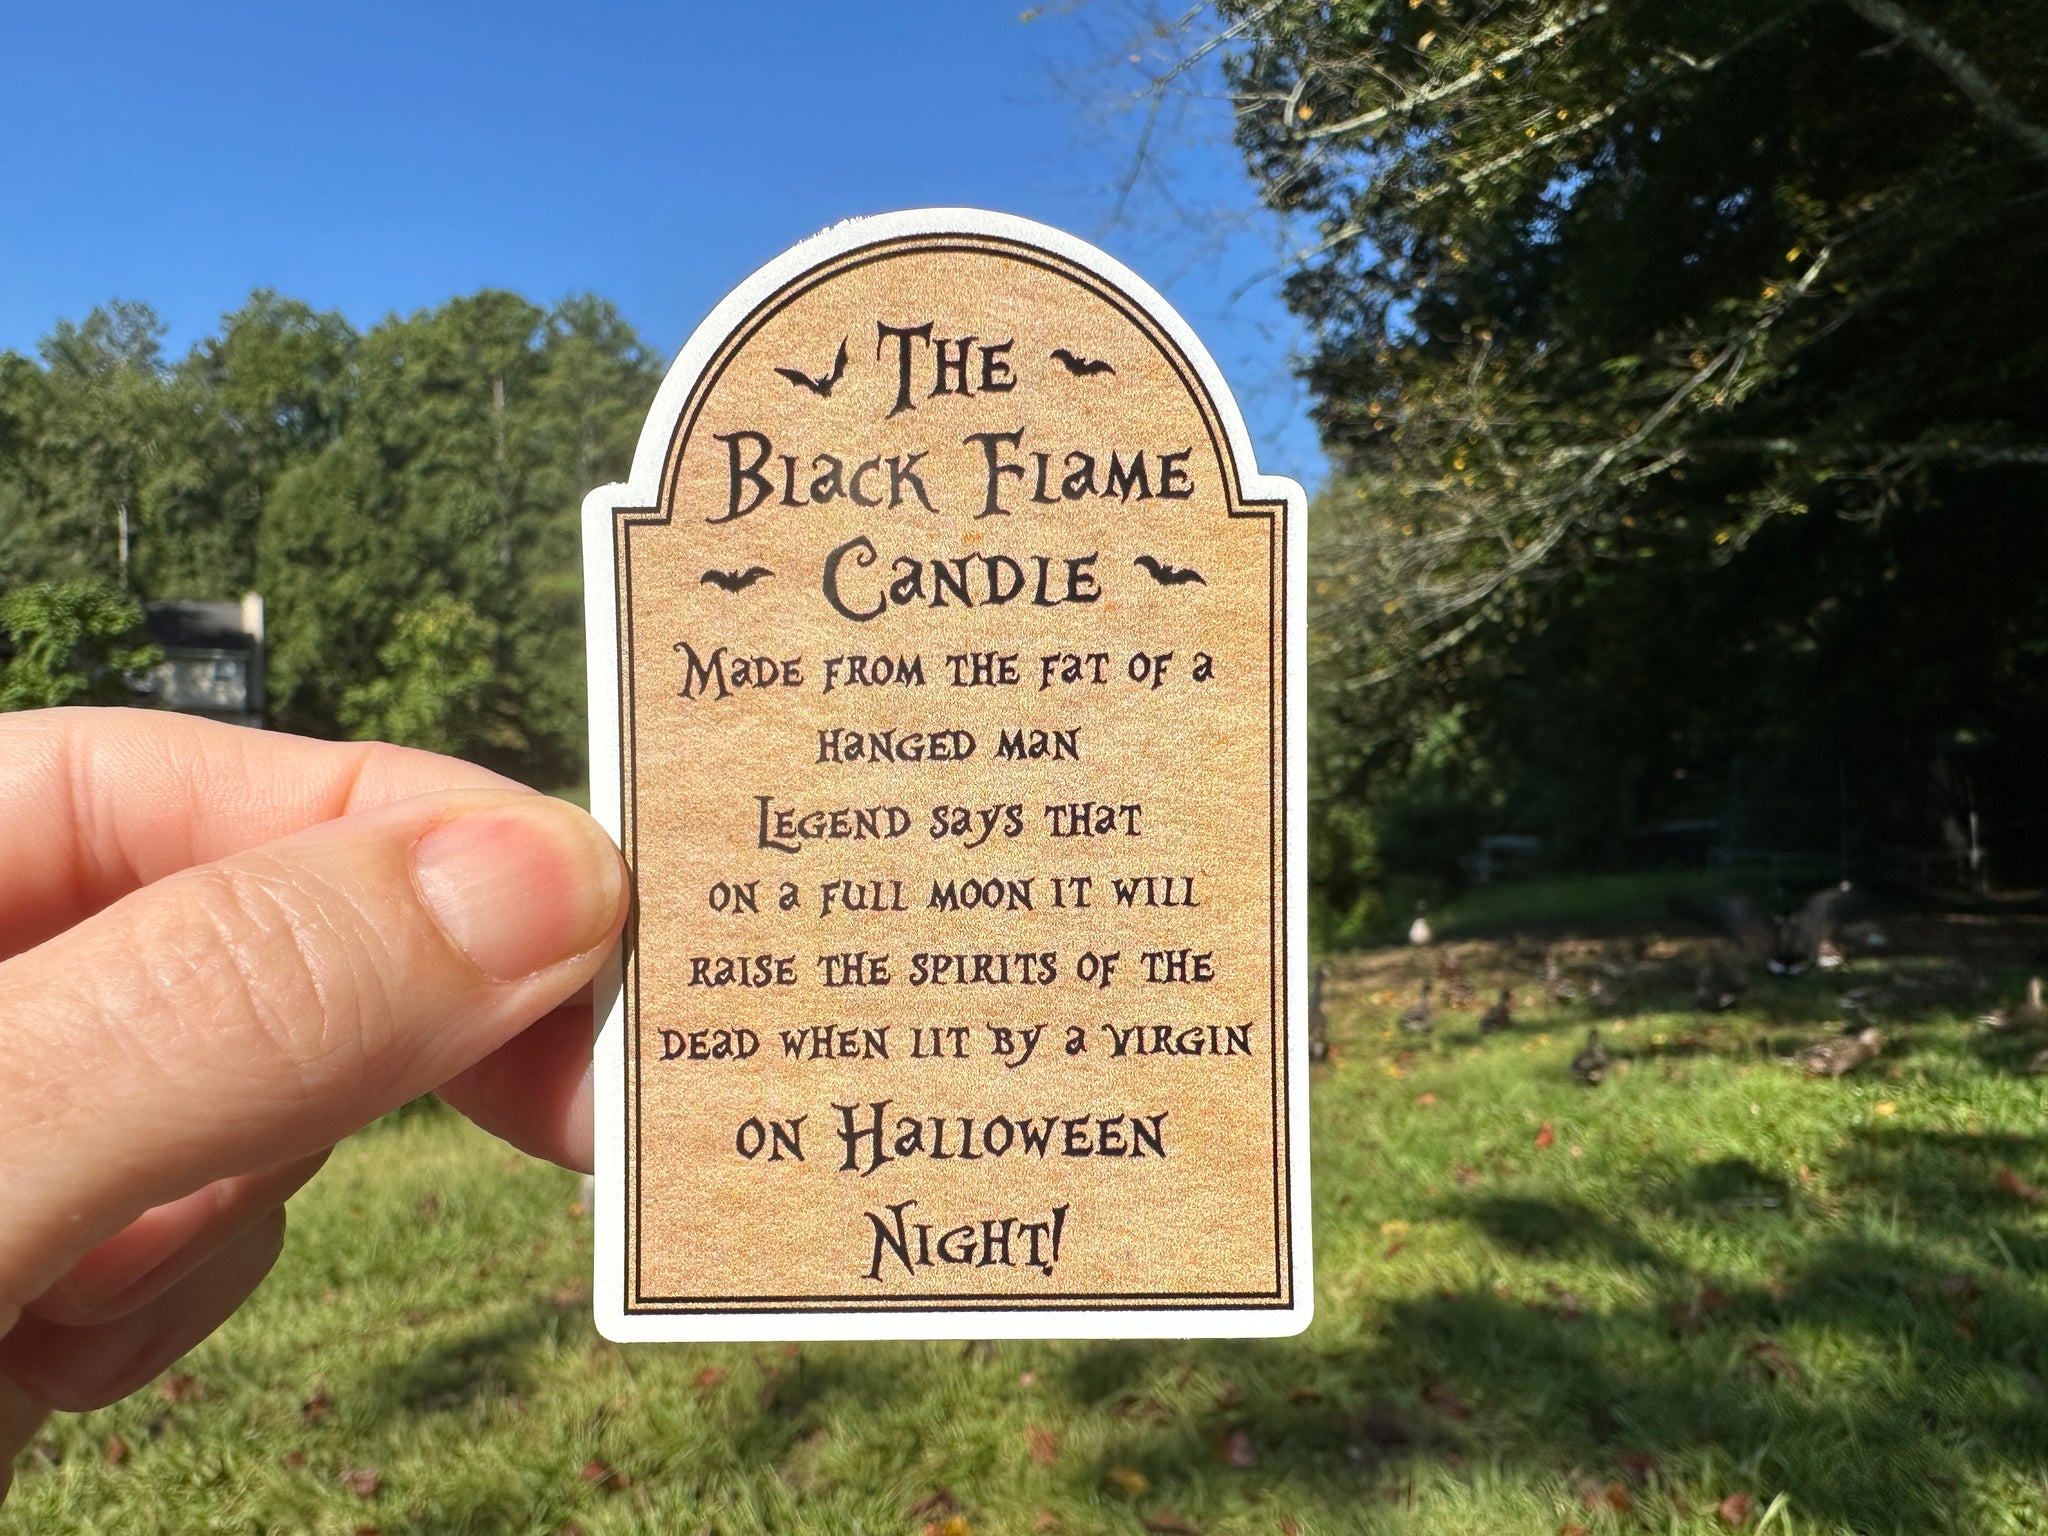 The
Black Flame
Candle
Made from the fat of a
hanged man
Legend says that
on a full moon it will
raise the spirits of the
dead when lit by a virgin
on Halloween
Night!